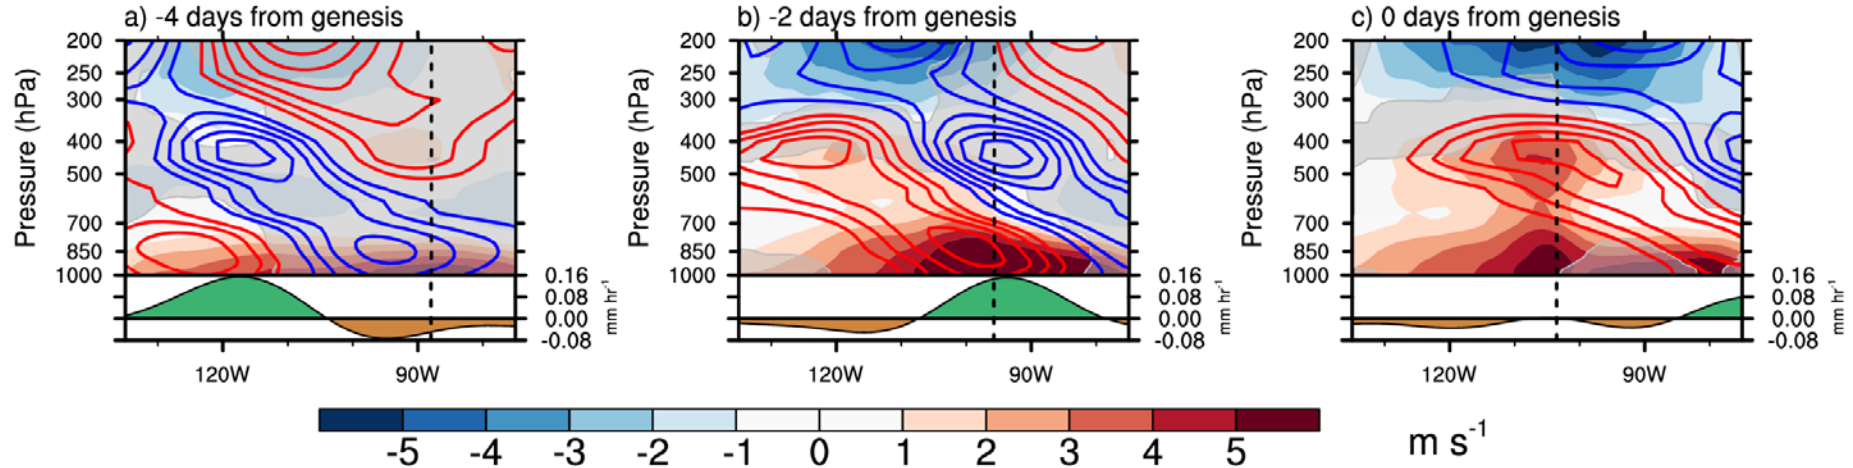 a) -4 days from genesis
Pressure (hPa)
200
250
300
400
500
700
850
1000
0.16
0.08
0.00
-0.08
mm hr-1
120W
90W
b) -2 days from genesis
Pressure (hPa)
200
250
300
400
500
700
850
1000
0.16
0.08
0.00
-0.08
mm hr-1
120W
90W
c) 0 days from genesis
Pressure (hPa)
200
250
300
400
500
700
850
1000
0.16
0.08
0.00
-0.08
mm hr-1
120W
90W
-5 -4 -3 -2 -1 0 1 2 3 4 5
m s-1